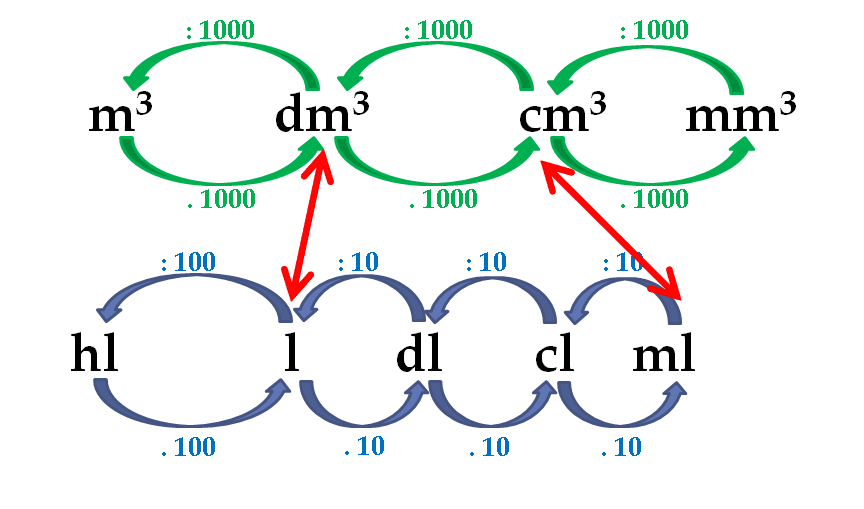 : 1000 : 1000 : 1000
m³ dm³ cm³ mm³
. 1000 . 1000 . 1000
: 100 : 10 : 10 : 10
hl l dl cl ml
. 100 . 10 . 10 . 10